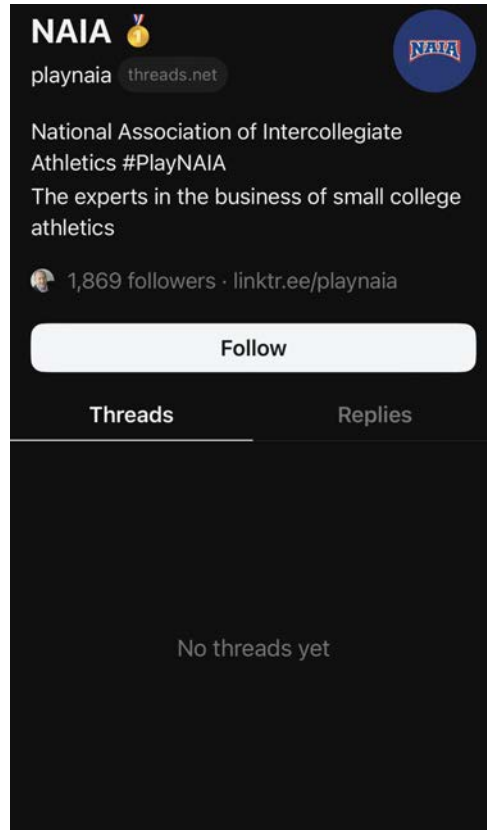 NAIA 🏅
playnaia threads.net
NAIA
National Association of Intercollegiate
Athletics #PlayNAIA
The experts in the business of small college
athletics
1,869 followers · linktr.ee/playnaia
Follow
Threads Replies
No threads yet